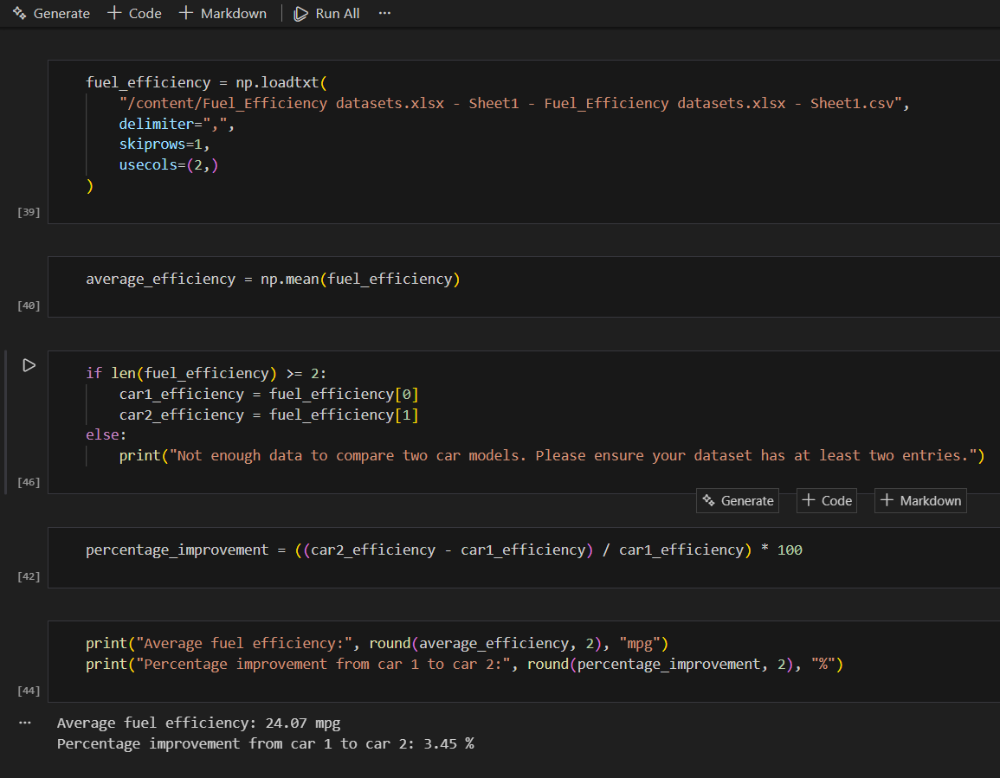 Generate + Code + Markdown Run All ...
fuel_efficiency = np.loadtxt(
"/content/Fuel_Efficiency datasets.xlsx - Sheet1 - Fuel_Efficiency datasets.xlsx - Sheet1.csv",
delimiter=",",
skiprows=1,
usecols=(2,)
)
[39]
average_efficiency = np.mean(fuel_efficiency)
[40]
if len(fuel_efficiency) >= 2:
car1_efficiency = fuel_efficiency[0]
car2_efficiency = fuel_efficiency[1]
else:
print("Not enough data to compare two car models. Please ensure your dataset has at least two entries.")
[46]
Generate + Code + Markdown
percentage_improvement = ((car2_efficiency - car1_efficiency) / car1_efficiency) * 100
[42]
print("Average fuel efficiency:", round(average_efficiency, 2), "mpg")
print("Percentage improvement from car 1 to car 2:", round(percentage_improvement, 2), "%")
[44]
... Average fuel efficiency: 24.07 mpg
Percentage improvement from car 1 to car 2: 3.45 %